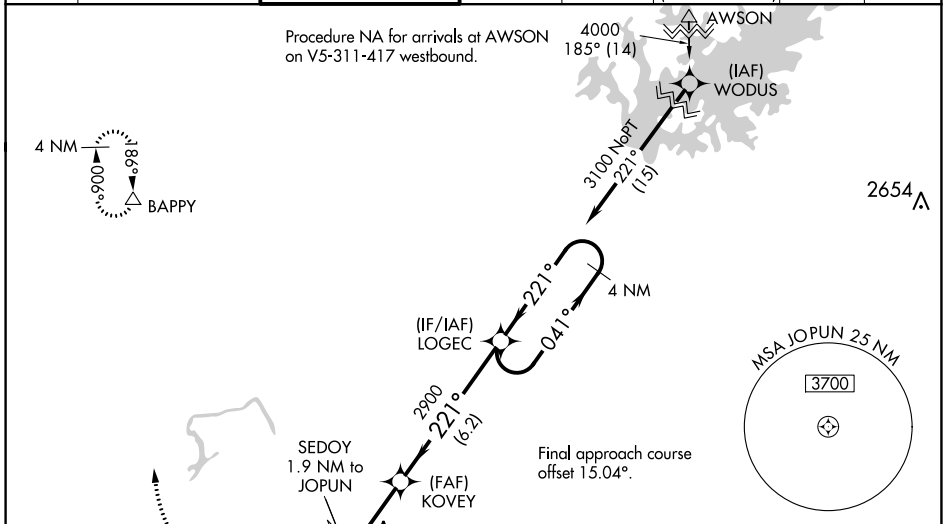 Procedure NA for arrivals at AWSON
on V5-311-417 westbound.
AWSON
4000
185° (14)
(IAF)
WODUS
4 NM
186°
006°
BAPPY
3100 NoPT
221°
(15)
2654
221°
4 NM
041°
(IF/IAF)
LOGEC
MSA JOPUN 25 NM
3700
2900
221°
(6.2)
SEDOY
1.9 NM to
JOPUN
Final approach course
offset 15.04°.
(FAF)
KOVEY